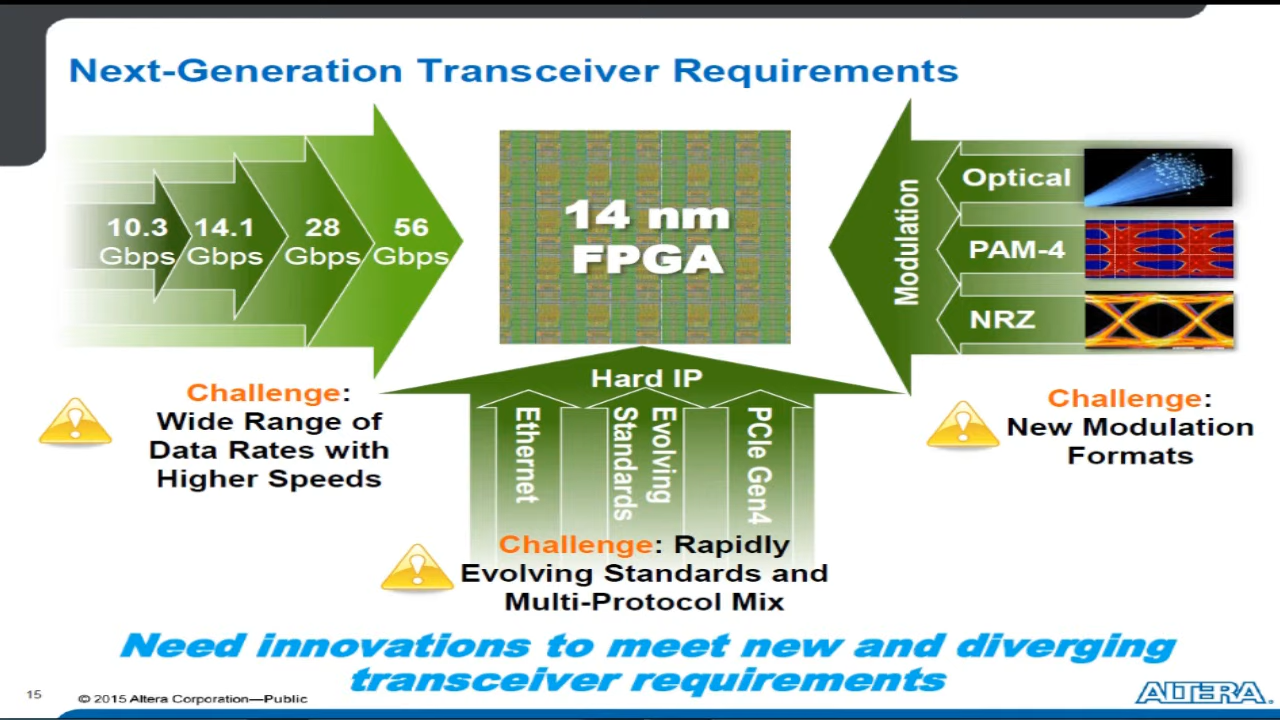 Next-Generation Transceiver Requirements
10.3
Gbps
14.1
Gbps
28
Gbps
56
Gbps
14 nm
FPGA
Modulation
Optical
PAM-4
NRZ
Hard IP
Ethernet
Evolving
Standards
PCIe Gen4
Challenge:
Wide Range of
Data Rates with
Higher Speeds
Challenge: Rapidly
Evolving Standards and
Multi-Protocol Mix
Challenge:
New Modulation
Formats
Need innovations to meet new and diverging
transceiver requirements
15
© 2015 Altera Corporation—Public
ALTERA.